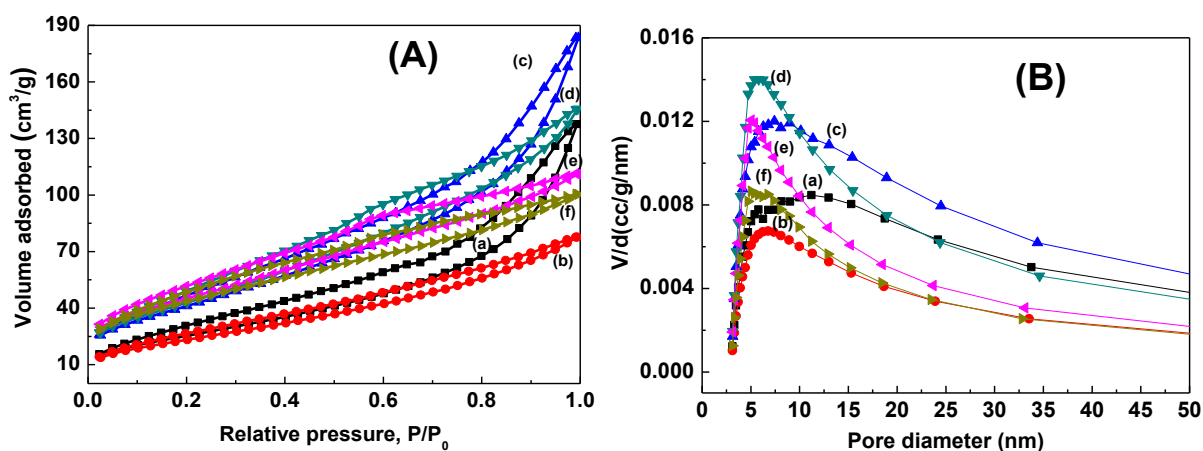 (A)
190
160
130
100
70
40
10
Volume adsorbed (cm³/g)
(c)
(d)
(e)
(f)
(a)
(b)
0.0 0.2 0.4 0.6 0.8 1.0
Relative pressure, P/P₀
(B)
0.016
0.012
0.008
0.004
0.000
V/d(cc/g/nm)
(d)
(c)
(e)
(f)
(a)
(b)
0 5 10 15 20 25 30 35 40 45 50
Pore diameter (nm)